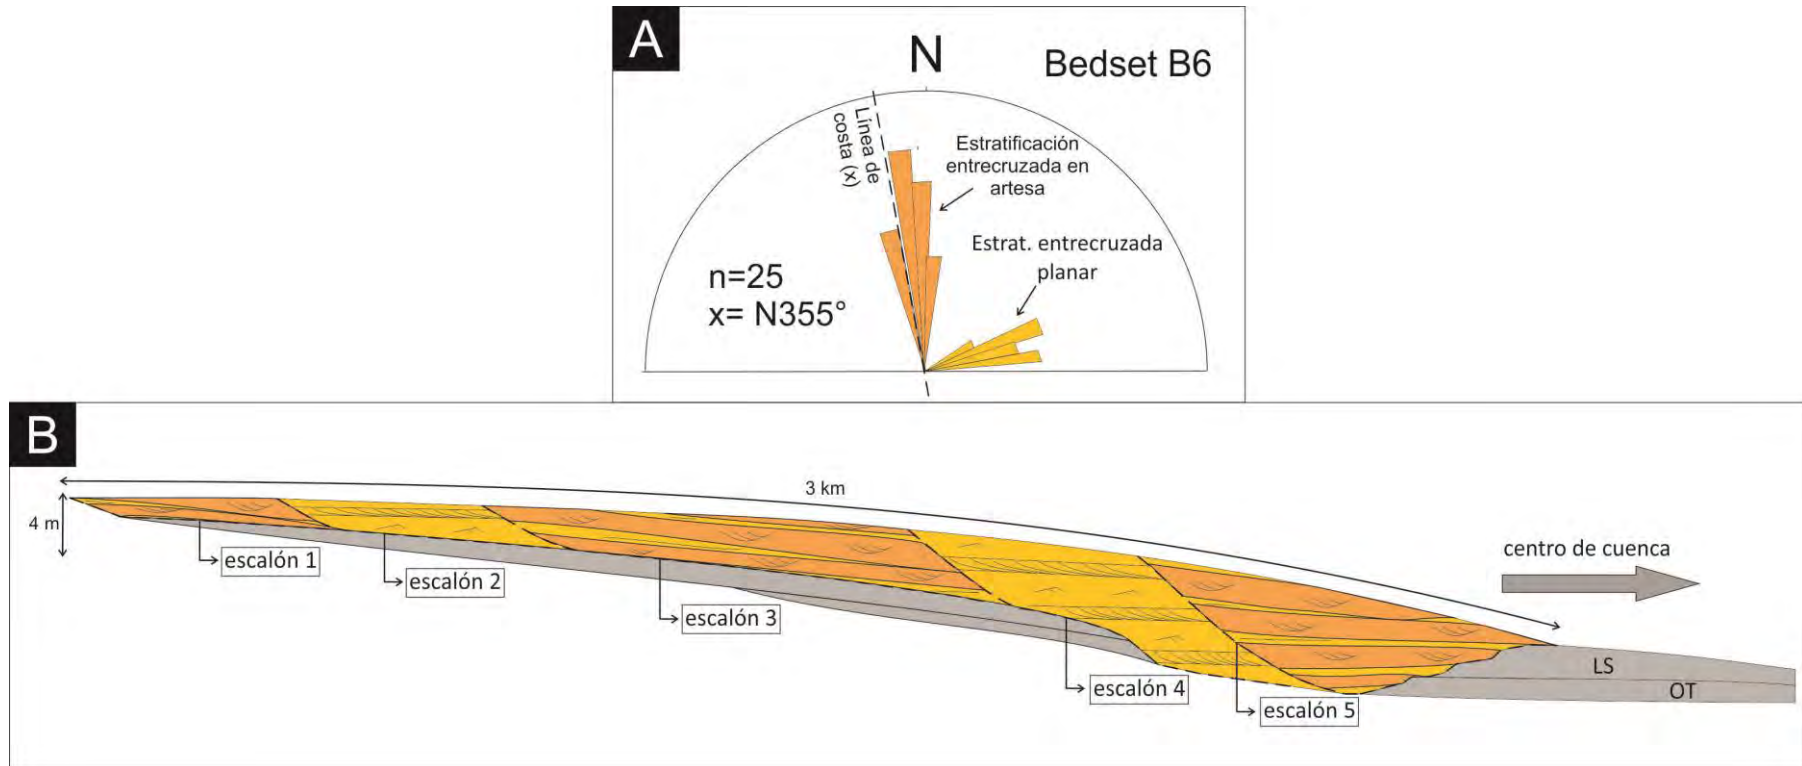 A
N
Bedset B6
Línea de
costa (x)
Estratificación
entrecruzada en
artesa
Estrat. entrecruzada
planar
n=25
x= N355°
B
3 km
4 m
escalón 1
escalón 2
escalón 3
escalón 4
escalón 5
centro de cuenca
LS
OT